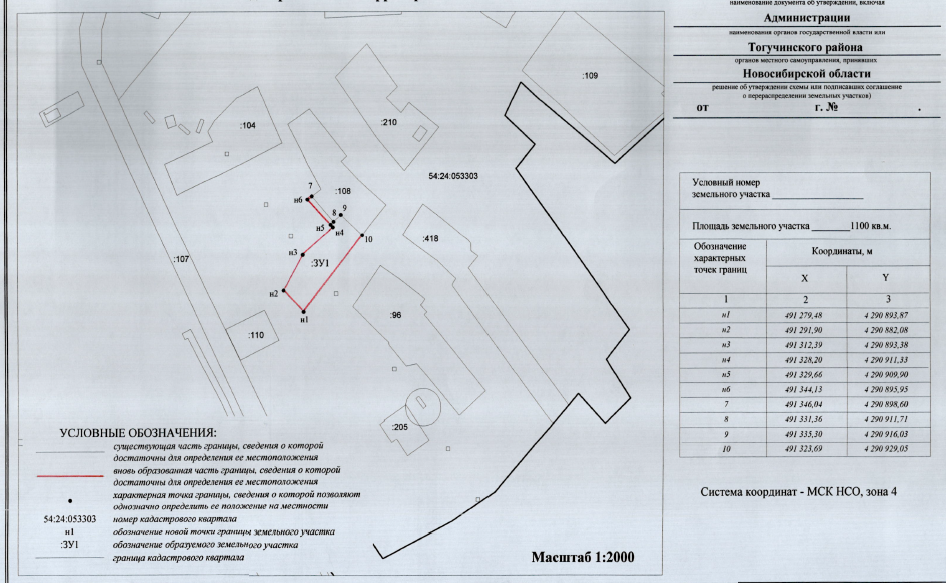 наименование документа об утверждении, включая
Администрации
наименования органов государственной власти или
Тогучинского района
органов местного самоуправления, принявших
Новосибирской области
решение об утверждении схемы или подписавших соглашение
о перераспределении земельных участков)
от г. № .
:109
:104
:210
54:24:053303
7
:108
н6
9
8
н5
н4
10
:418
н3
:ЗУ1
:107
н2
н1
:96
:110
:205
Условный номер
земельного участка
Площадь земельного участка 1100 кв.м.
Обозначение характерных точек границ Координаты, м
X Y
1 2 3
н1 491 279,48 4 290 893,87
н2 491 291,90 4 290 882,08
н3 491 312,39 4 290 893,38
н4 491 328,20 4 290 911,33
н5 491 329,66 4 290 909,90
н6 491 344,13 4 290 895,95
7 491 346,04 4 290 898,60
8 491 331,36 4 290 911,71
9 491 335,30 4 290 916,03
10 491 323,69 4 290 929,05
Система координат - МСК НСО, зона 4
УСЛОВНЫЕ ОБОЗНАЧЕНИЯ:
существующая часть границы, сведения о которой
достаточны для определения ее местоположения
вновь образованная часть границы, сведения о которой
достаточны для определения ее местоположения
характерная точка границы, сведения о которой позволяют
однозначно определить ее положение на местности
54:24:053303 номер кадастрового квартала
н1 обозначение новой точки границы земельного участка
:ЗУ1 обозначение образуемого земельного участка
граница кадастрового квартала
Масштаб 1:2000